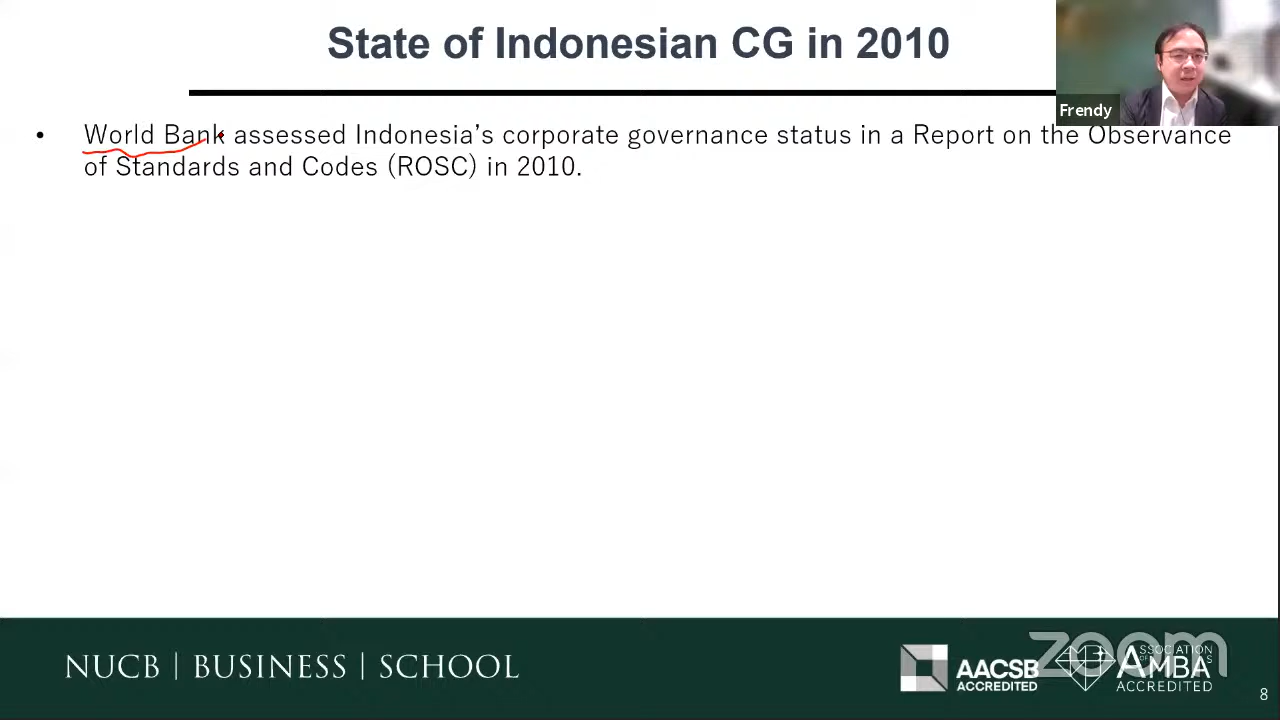 State of Indonesian CG in 2010
Frendy
• World Bank assessed Indonesia's corporate governance status in a Report on the Observance
of Standards and Codes (ROSC) in 2010.
NUCB | BUSINESS | SCHOOL
AACSB
ACCREDITED
ASSOCIATION
AMBA
ACCREDITED
zoom
8